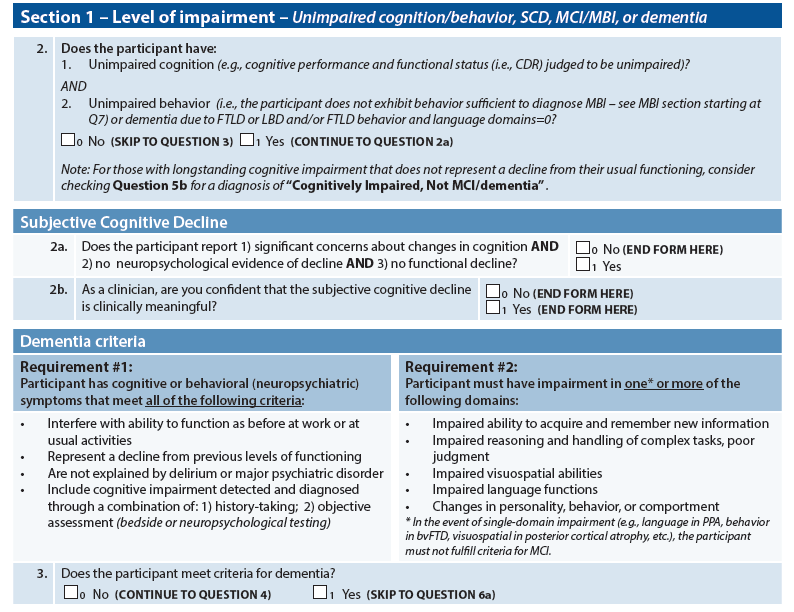 Section 1 – Level of impairment – Unimpaired cognition/behavior, SCD, MCI/MBI, or dementia
2. Does the participant have:
1. Unimpaired cognition (e.g., cognitive performance and functional status (i.e., CDR) judged to be unimpaired)?
AND
2. Unimpaired behavior (i.e., the participant does not exhibit behavior sufficient to diagnose MBI – see MBI section starting at
Q7) or dementia due to FTLD or LBD and/or FTLD behavior and language domains=0?
0 No (SKIP TO QUESTION 3) 1 Yes (CONTINUE TO QUESTION 2a)
Note: For those with longstanding cognitive impairment that does not represent a decline from their usual functioning, consider
checking Question 5b for a diagnosis of "Cognitively Impaired, Not MCI/dementia".
Subjective Cognitive Decline
2a. Does the participant report 1) significant concerns about changes in cognition AND
2) no neuropsychological evidence of decline AND 3) no functional decline?
0 No (END FORM HERE)
1 Yes
2b. As a clinician, are you confident that the subjective cognitive decline
is clinically meaningful?
0 No (END FORM HERE)
1 Yes (END FORM HERE)
Dementia criteria
Requirement #1:
Participant has cognitive or behavioral (neuropsychiatric)
symptoms that meet all of the following criteria:
• Interfere with ability to function as before at work or at
usual activities
• Represent a decline from previous levels of functioning
• Are not explained by delirium or major psychiatric disorder
• Include cognitive impairment detected and diagnosed
through a combination of: 1) history-taking; 2) objective
assessment (bedside or neuropsychological testing)
Requirement #2:
Participant must have impairment in one* or more of the
following domains:
• Impaired ability to acquire and remember new information
• Impaired reasoning and handling of complex tasks, poor
judgment
• Impaired visuospatial abilities
• Impaired language functions
• Changes in personality, behavior, or comportment
* In the event of single-domain impairment (e.g., language in PPA, behavior
in bvFTD, visuospatial in posterior cortical atrophy, etc.), the participant
must not fulfill criteria for MCI.
3. Does the participant meet criteria for dementia?
0 No (CONTINUE TO QUESTION 4) 1 Yes (SKIP TO QUESTION 6a)